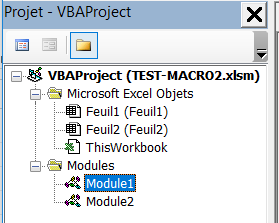 Projet - VBAProject
VBAProject (TEST-MACRO2.xlsm)
Microsoft Excel Objets
Feuil1 (Feuil1)
Feuil2 (Feuil2)
ThisWorkbook
Modules
Module1
Module2